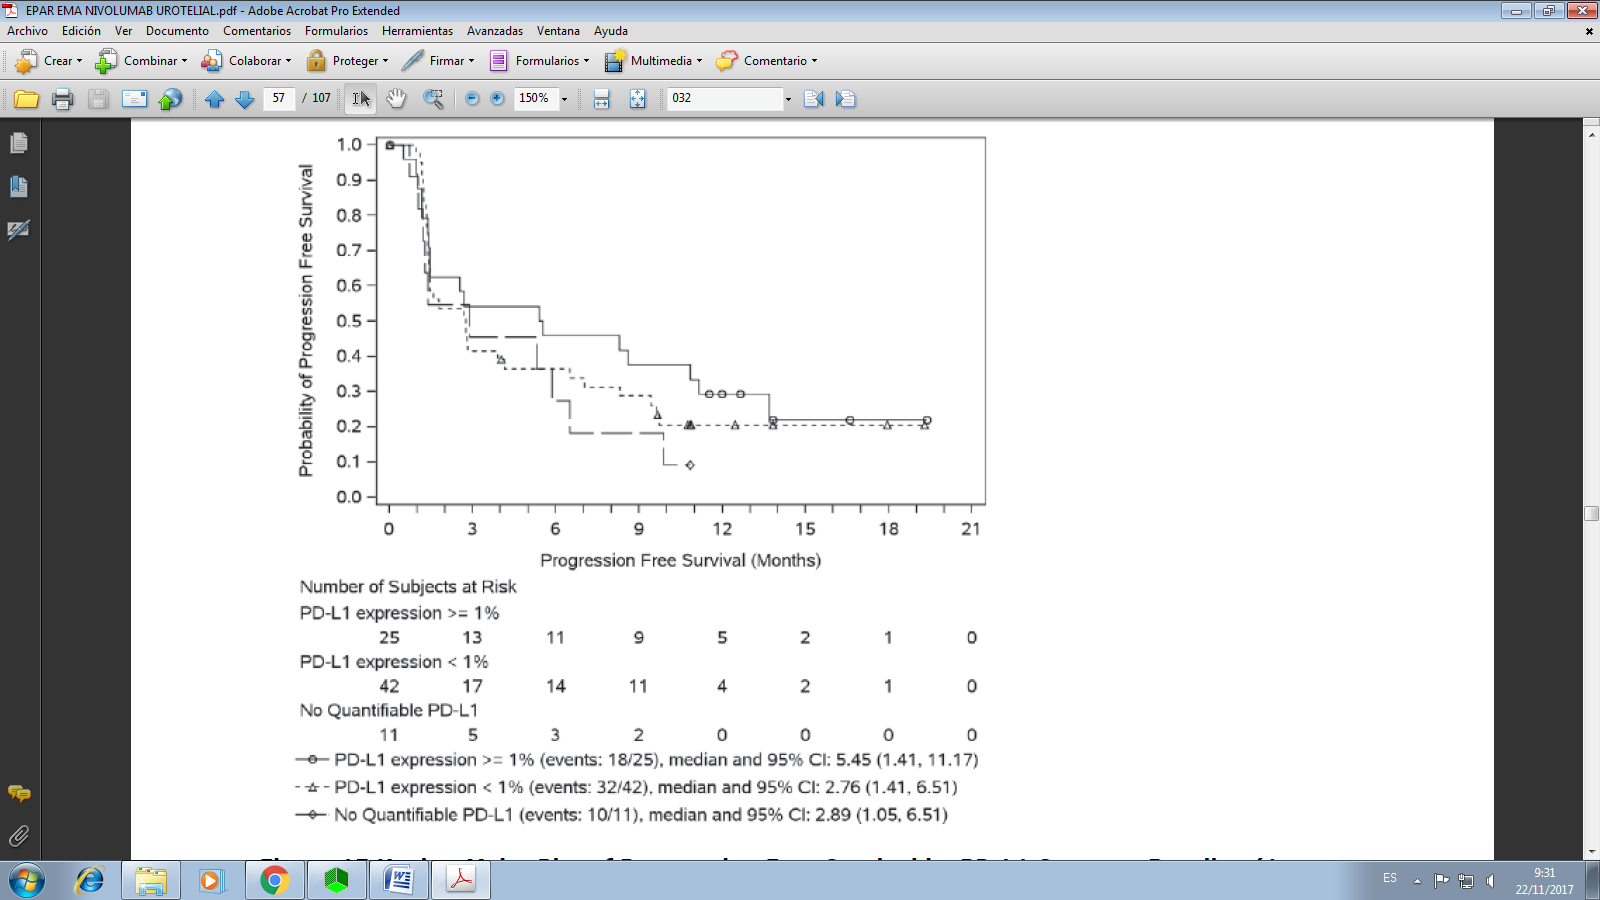 EPAR EMA NIVOLUMAB UROTELIAL.pdf - Adobe Acrobat Pro Extended
Archivo Edición Ver Documento Comentarios Formularios Herramientas Avanzadas Ventana Ayuda
Crear Combinar Colaborar Proteger Firmar Formularios Multimedia Comentario
57 / 107 150% 032
Probability of Progression Free Survival
1.0
0.9
0.8
0.7
0.6
0.5
0.4
0.3
0.2
0.1
0.0
0 3 6 9 12 15 18 21
Progression Free Survival (Months)
Number of Subjects at Risk
PD-L1 expression >= 1%
25 13 11 9 5 2 1 0
PD-L1 expression < 1%
42 17 14 11 4 2 1 0
No Quantifiable PD-L1
11 5 3 2 0 0 0 0
PD-L1 expression >= 1% (events: 18/25), median and 95% CI: 5.45 (1.41, 11.17)
PD-L1 expression < 1% (events: 32/42), median and 95% CI: 2.76 (1.41, 6.51)
No Quantifiable PD-L1 (events: 10/11), median and 95% CI: 2.89 (1.05, 6.51)
ES
9:31
22/11/2017